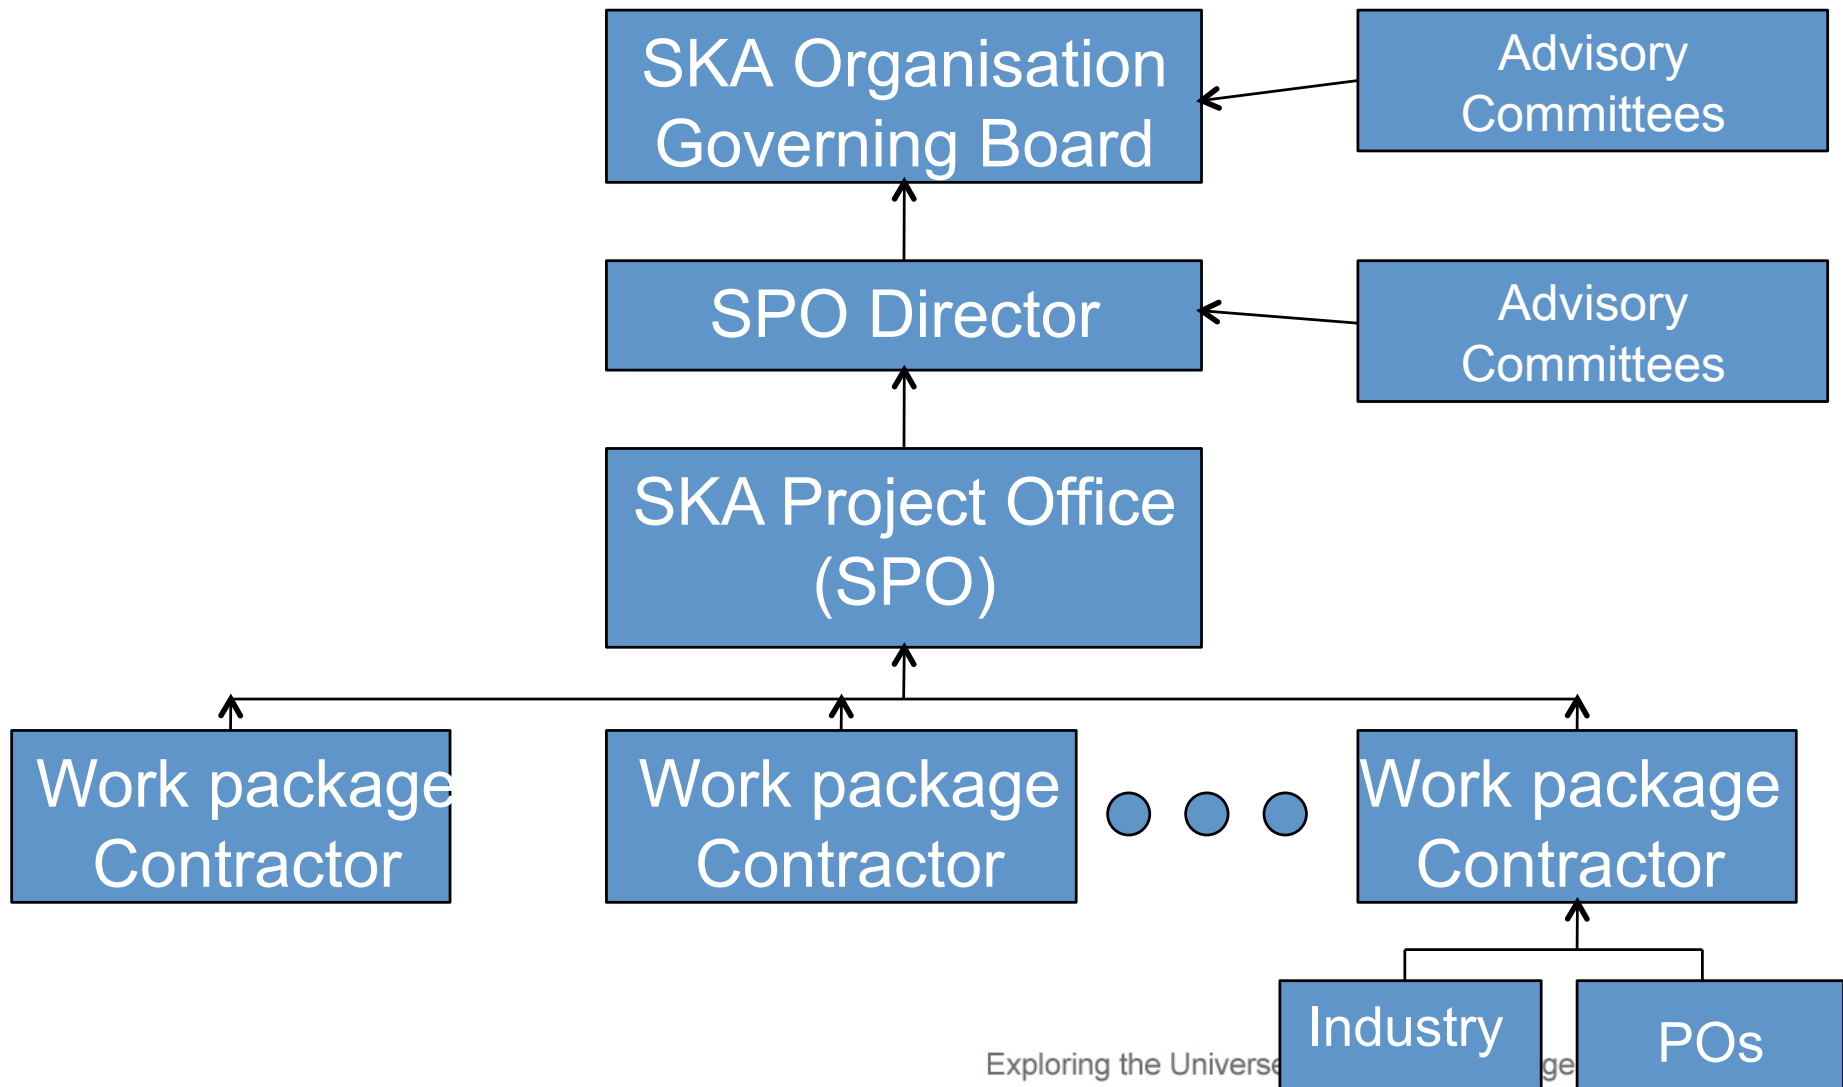 SKA Organisation
Governing Board
Advisory
Committees
SPO Director
Advisory
Committees
SKA Project Office
(SPO)
Work package
Contractor
Work package
Contractor
Work package
Contractor
Industry
POs
Exploring the Universe